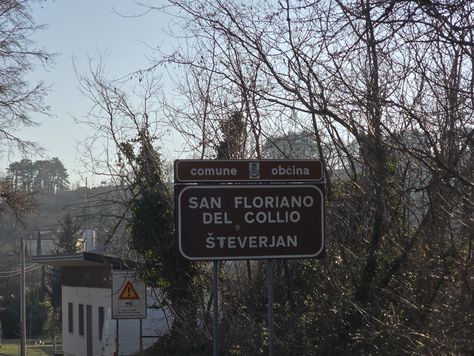 comune občina
SAN FLORIANO
DEL COLLIO
ŠTEVERJAN